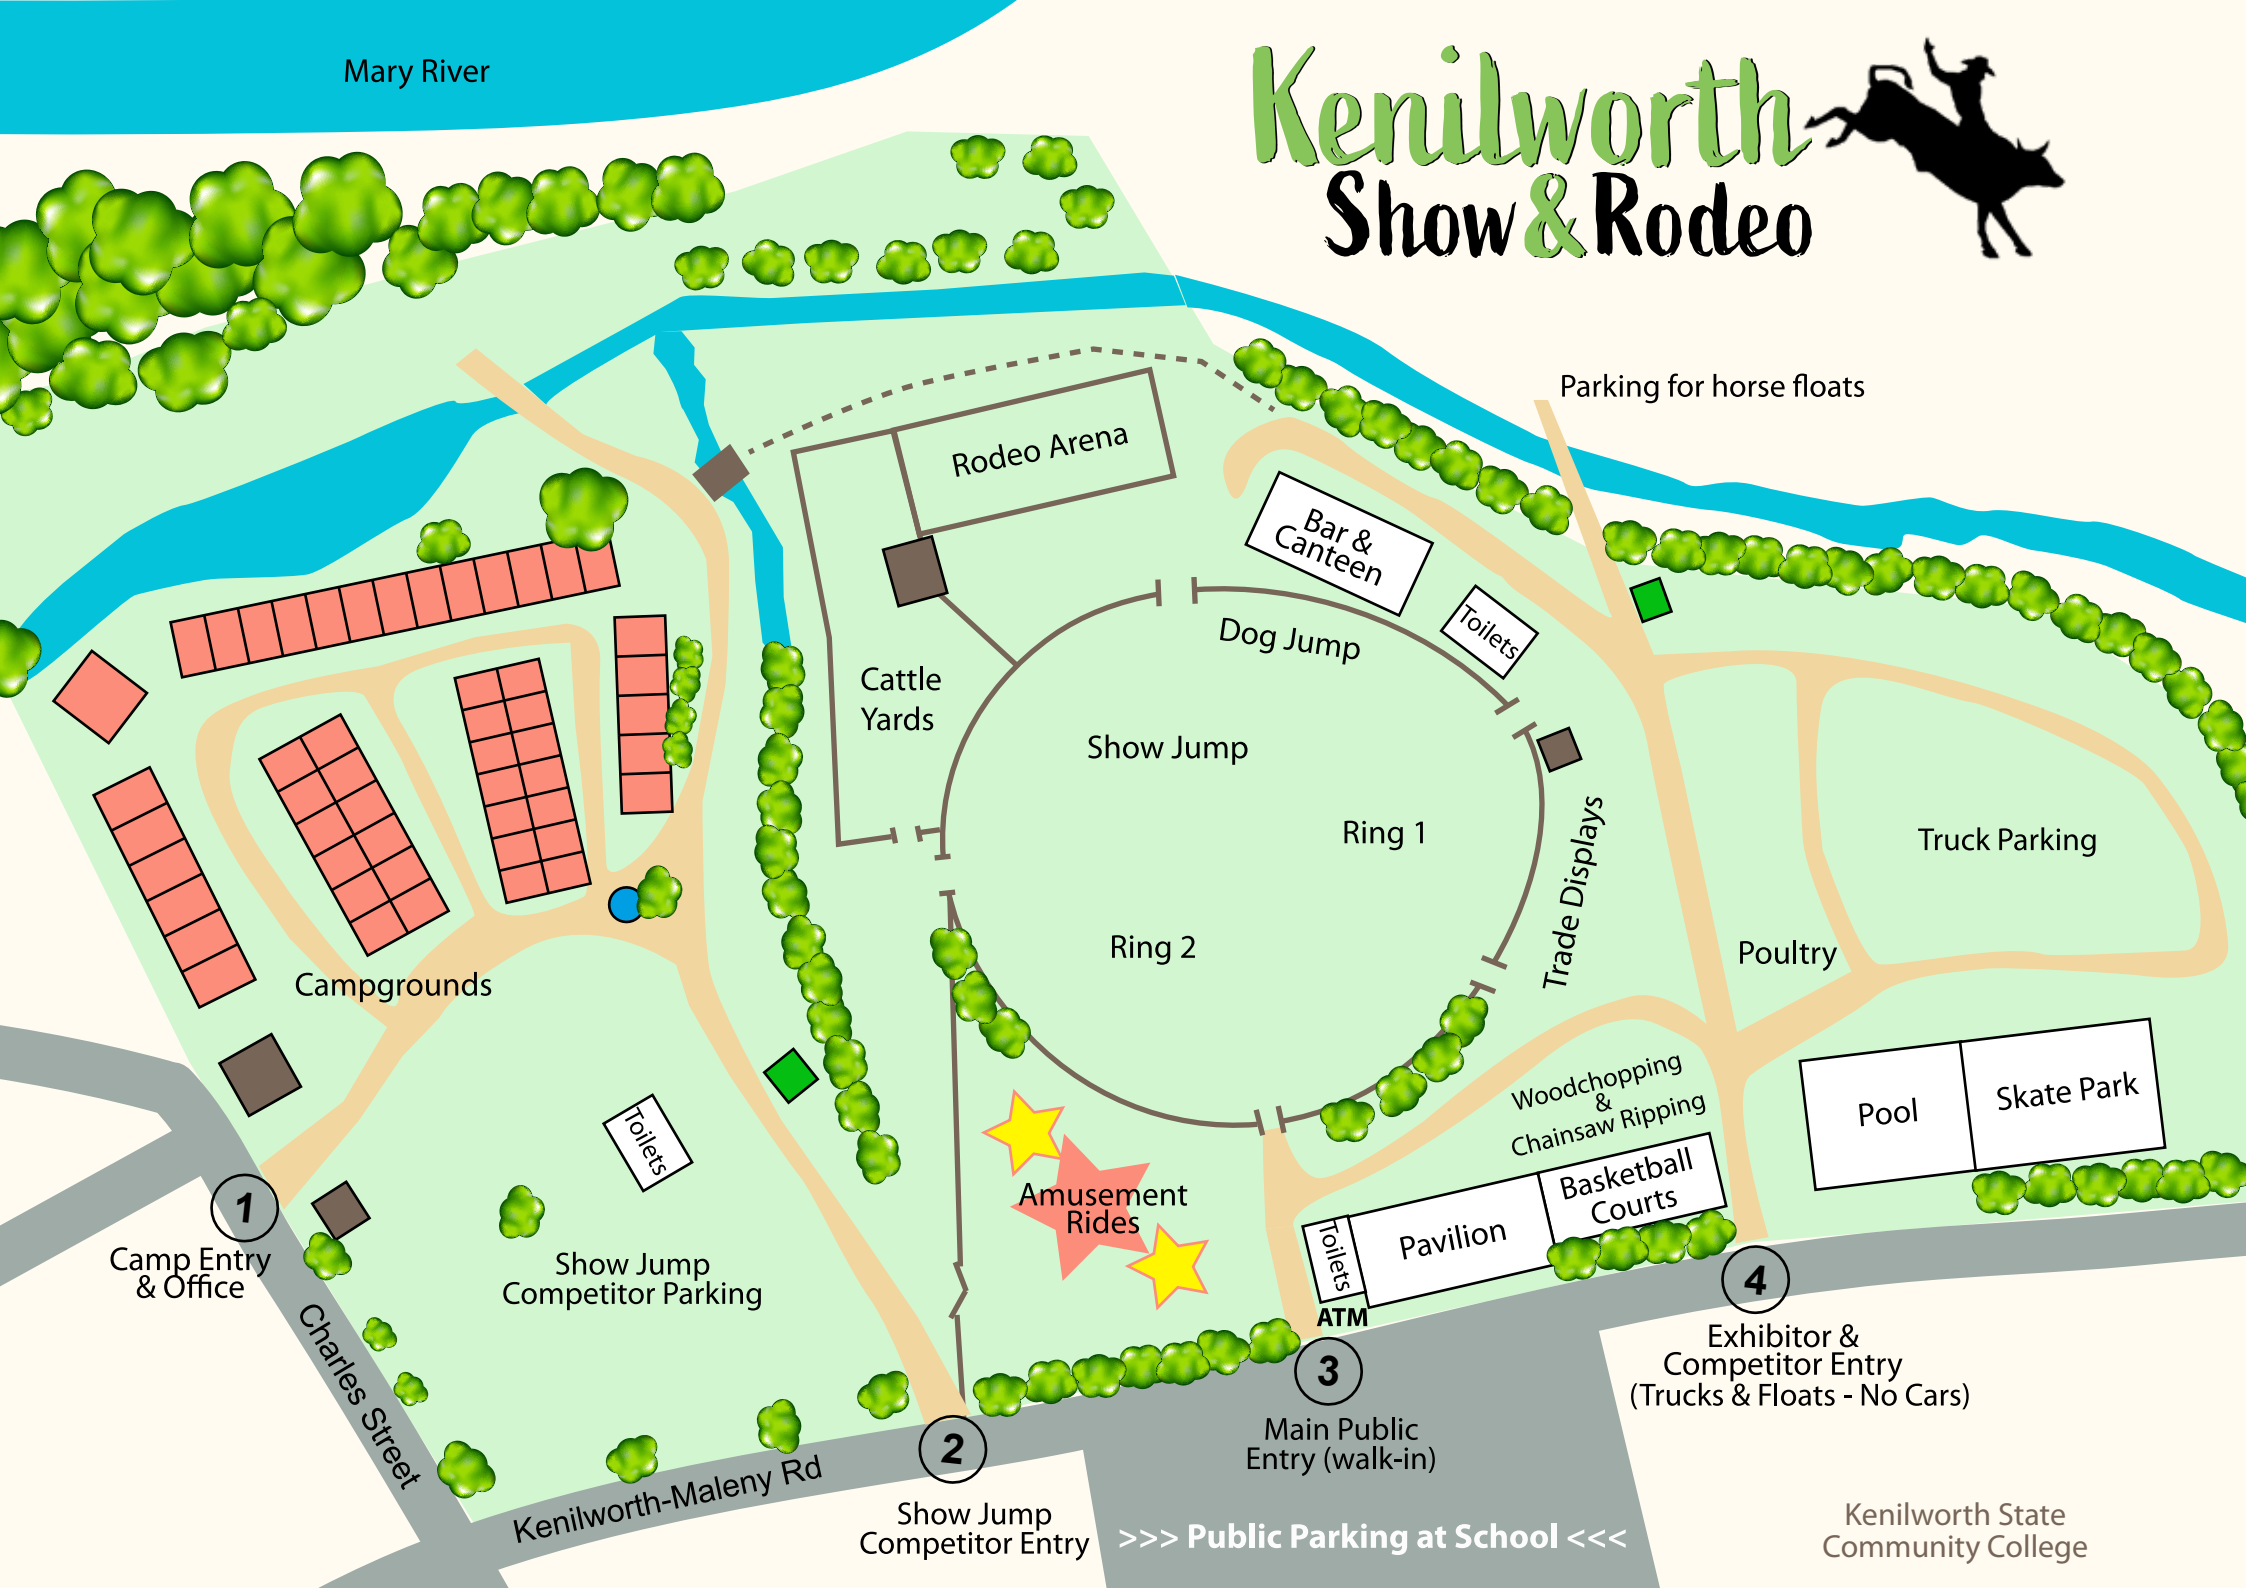 Mary River
Kenilworth
Show & Rodeo
Parking for horse floats
Rodeo Arena
Bar &
Canteen
Toilets
Dog Jump
Cattle
Yards
Show Jump
Ring 1
Trade Displays
Truck Parking
Ring 2
Poultry
Campgrounds
Woodchopping
&
Chainsaw Ripping
Pool
Skate Park
Toilets
Amusement
Rides
Basketball
Courts
Pavilion
Toilets
ATM
1
Camp Entry
& Office
Show Jump
Competitor Parking
Charles Street
4
Exhibitor &
Competitor Entry
(Trucks & Floats - No Cars)
3
Main Public
Entry (walk-in)
2
Kenilworth-Maleny Rd
Show Jump
Competitor Entry
>>> Public Parking at School <<<
Kenilworth State
Community College